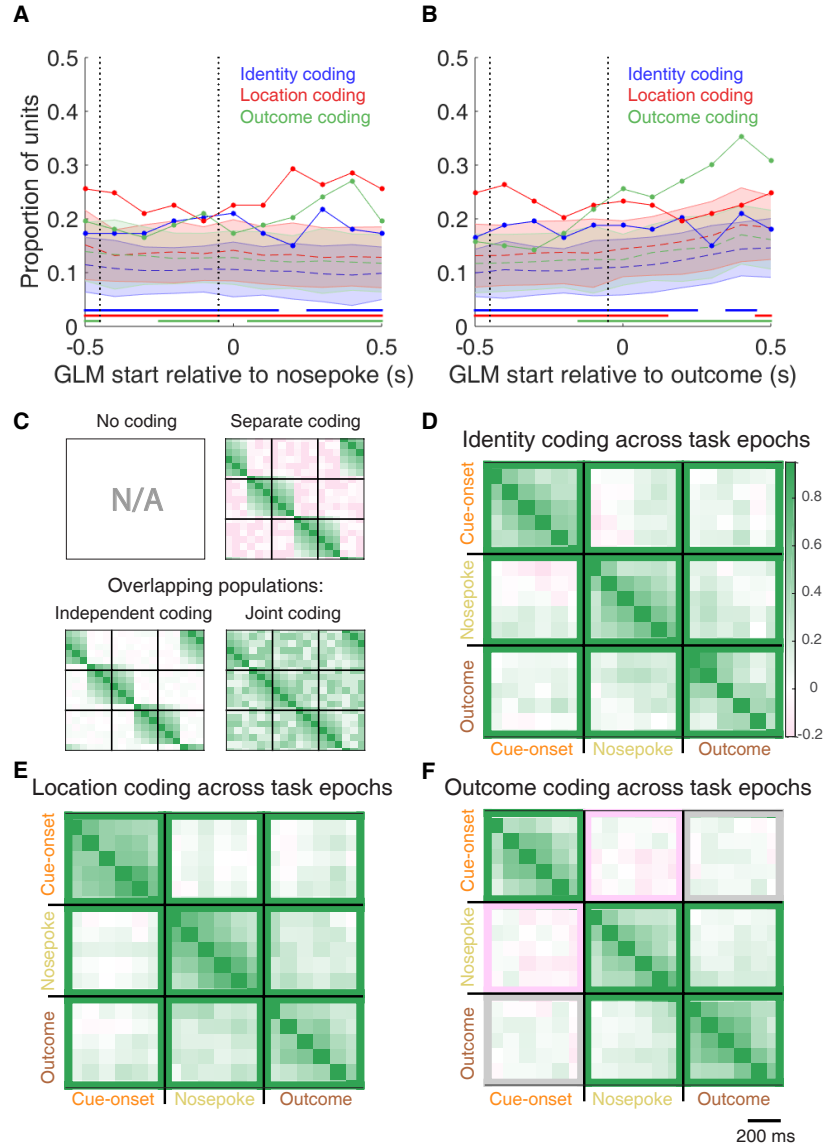 A
0.5
0.4
0.3
0.2
0.1
0
-0.5
0
0.5
Proportion of units
GLM start relative to nosepoke (s)
Identity coding
Location coding
Outcome coding
B
0.5
0.4
0.3
0.2
0.1
0
-0.5
0
0.5
GLM start relative to outcome (s)
Identity coding
Location coding
Outcome coding
C
No coding
Separate coding
N/A
Overlapping populations:
Independent coding
Joint coding
D
Identity coding across task epochs
Cue-onset
Nosepoke
Outcome
Cue-onset
Nosepoke
Outcome
0.8
0.6
0.4
0.2
0
-0.2
E
Location coding across task epochs
Cue-onset
Nosepoke
Outcome
Cue-onset
Nosepoke
Outcome
F
Outcome coding across task epochs
Cue-onset
Nosepoke
Outcome
Cue-onset
Nosepoke
Outcome
200 ms